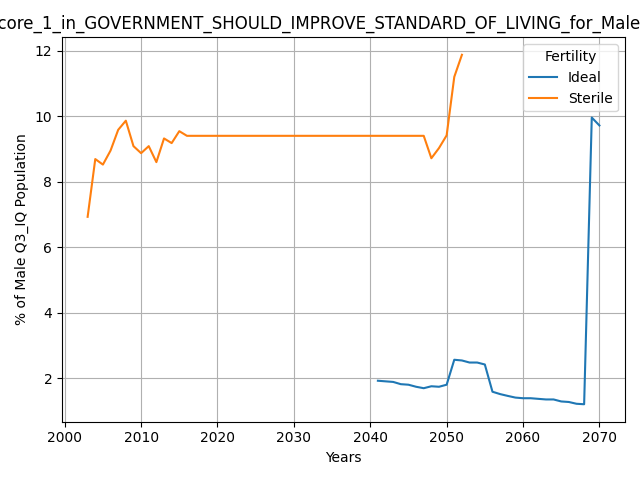 core_1_in_GOVERNMENT_SHOULD_IMPROVE_STANDARD_OF_LIVING_for_Male
Fertility
Ideal
Sterile
12
10
8
6
4
2
% of Male Q3_IQ Population
2000 2010 2020 2030 2040 2050 2060 2070
Years